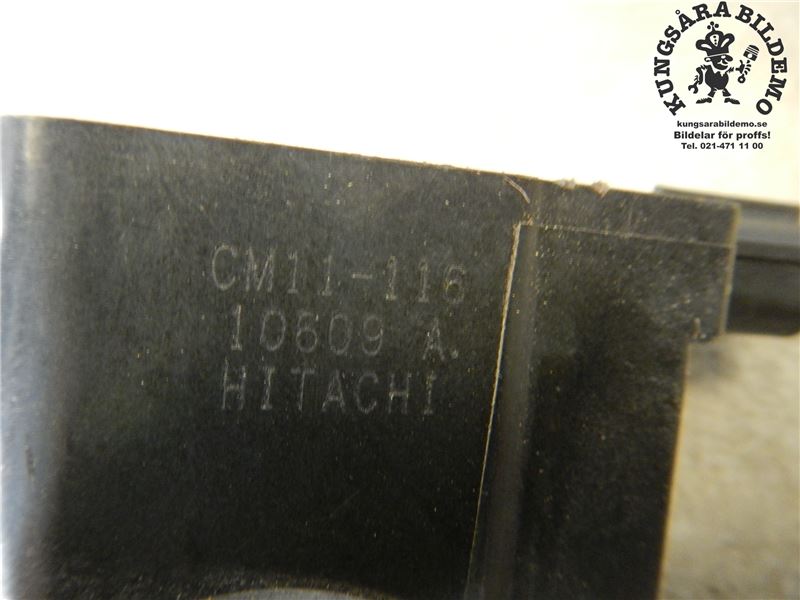 KUNGSÅRA BILDEMO
kungsarabildemo.se
Bildelar för proffs!
Tel. 021-471 11 00
CM11-116
10609 A.
HITACHI